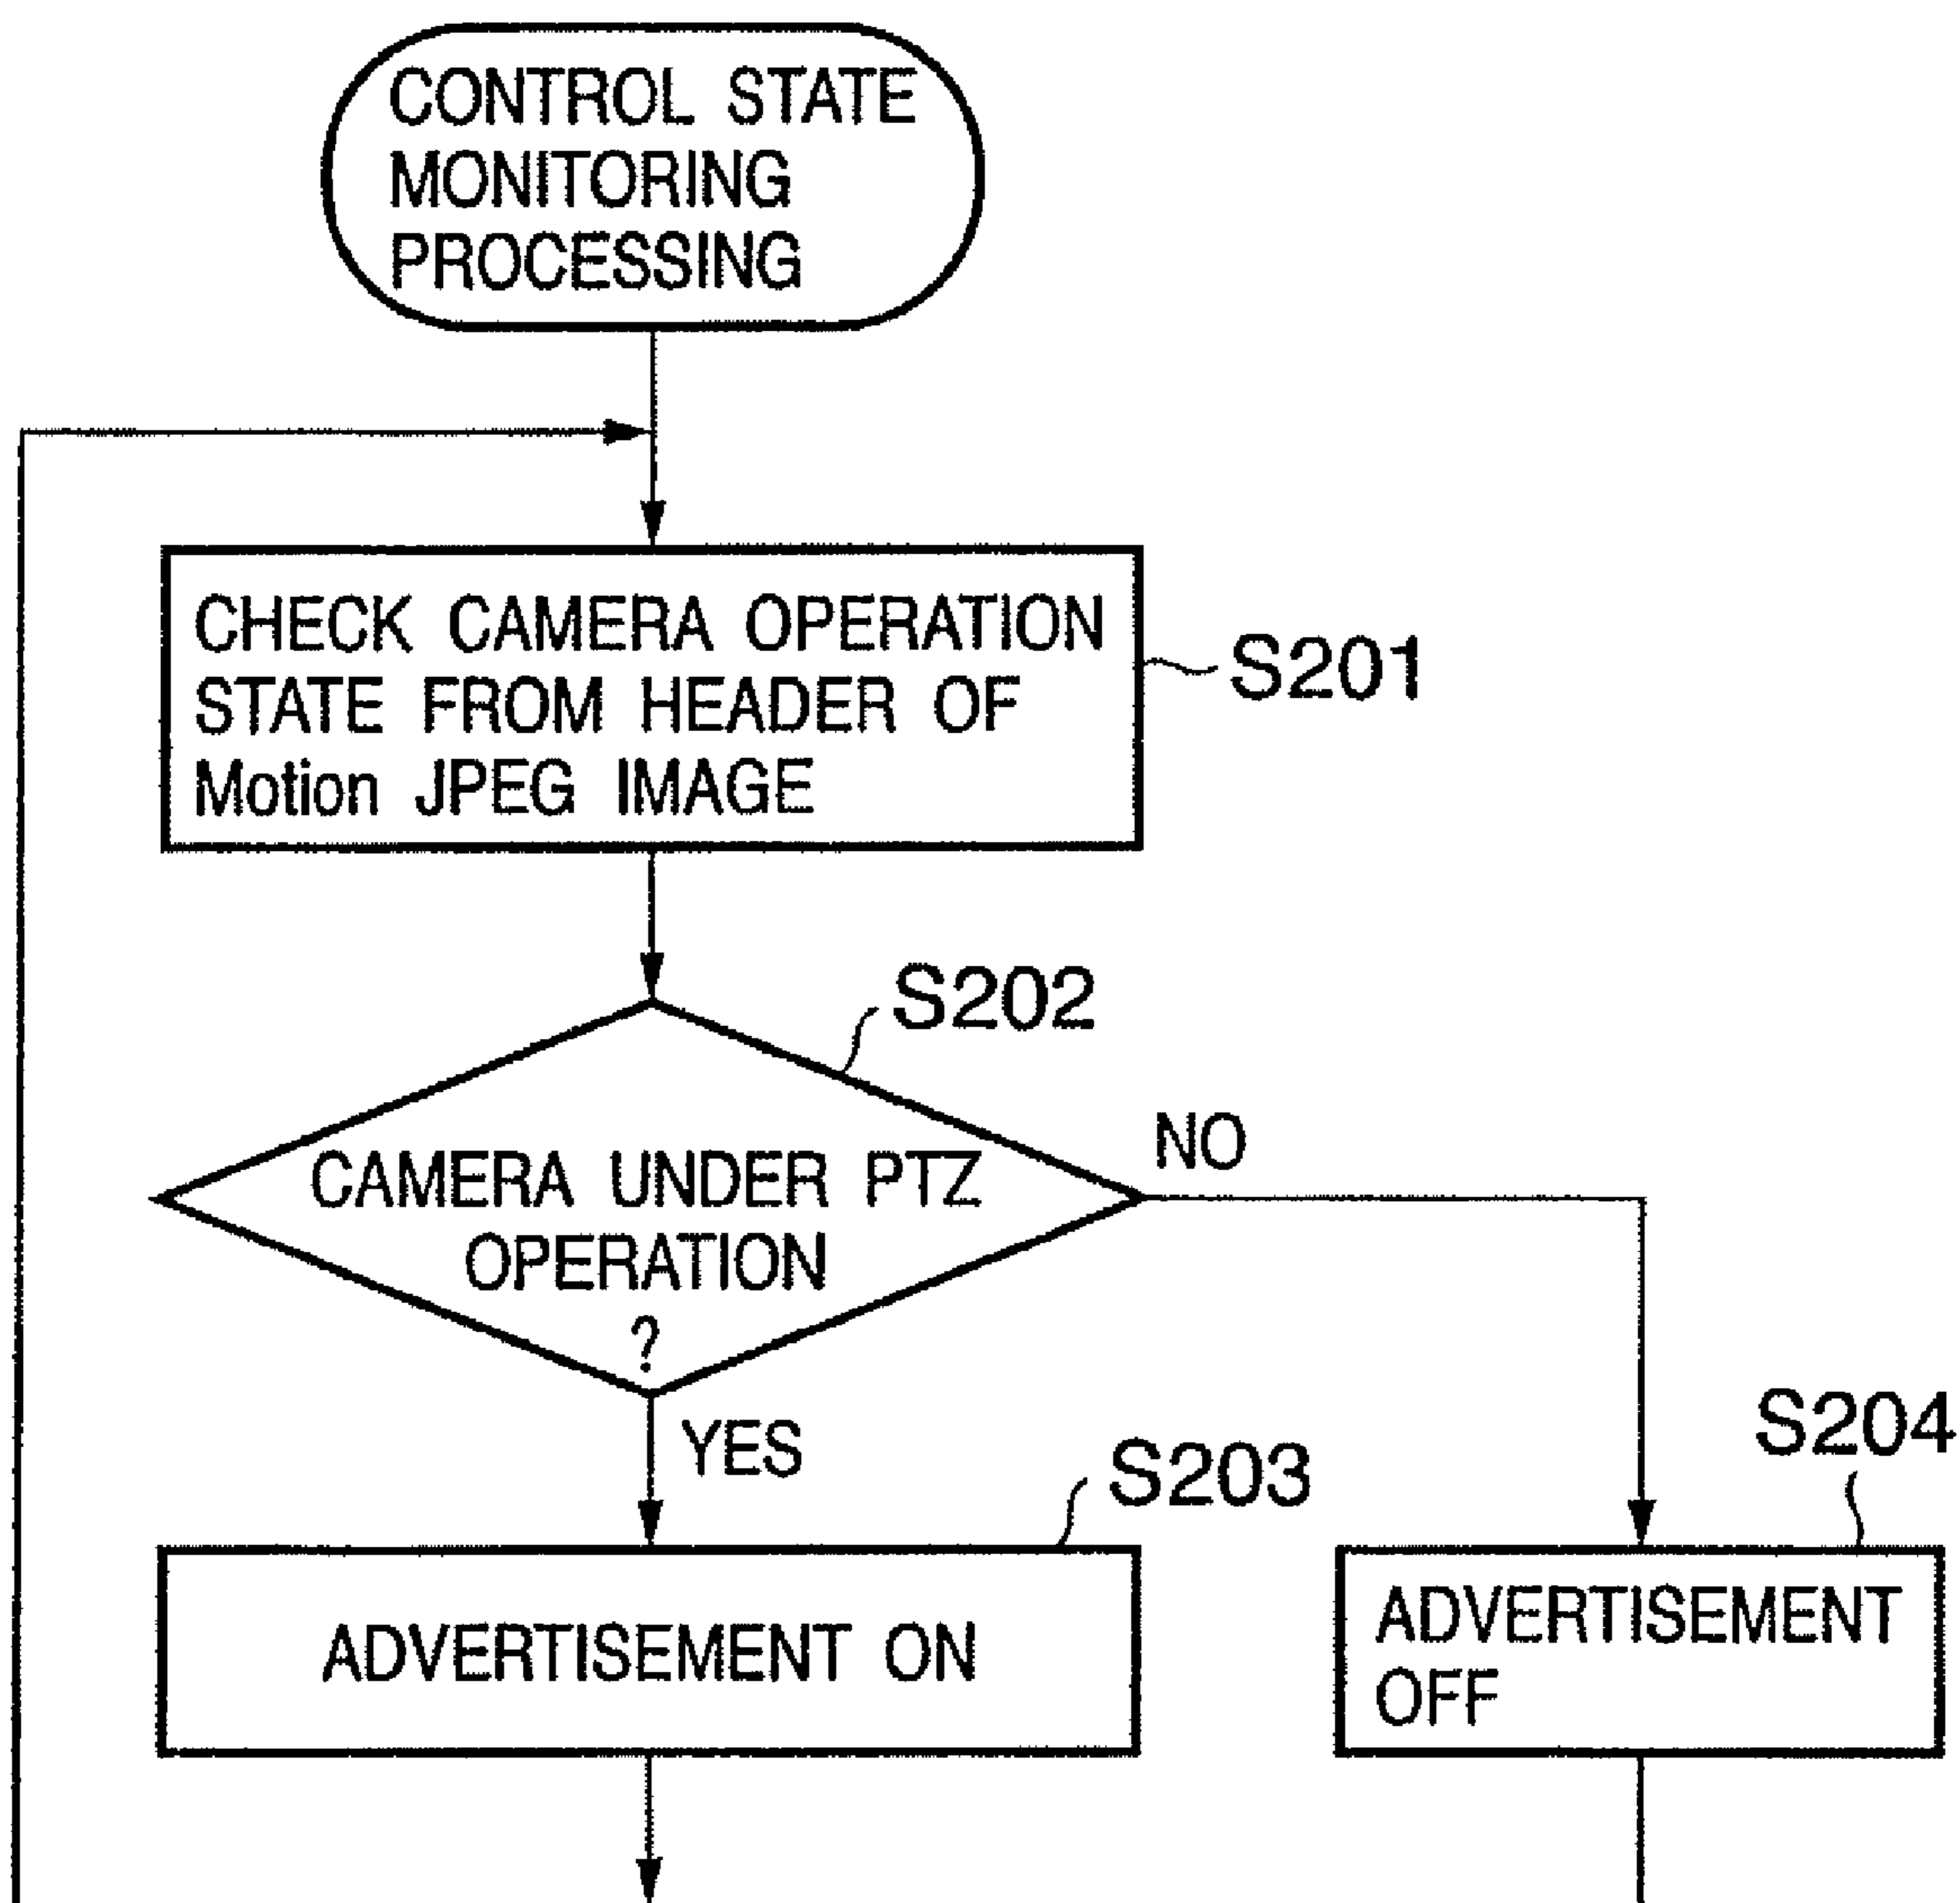 CONTROL STATE
MONITORING
PROCESSING
CHECK CAMERA OPERATION
STATE FROM HEADER OF
Motion JPEG IMAGE
S201
S202
CAMERA UNDER PTZ
OPERATION
?
NO
YES
S203
S204
ADVERTISEMENT ON
ADVERTISEMENT
OFF